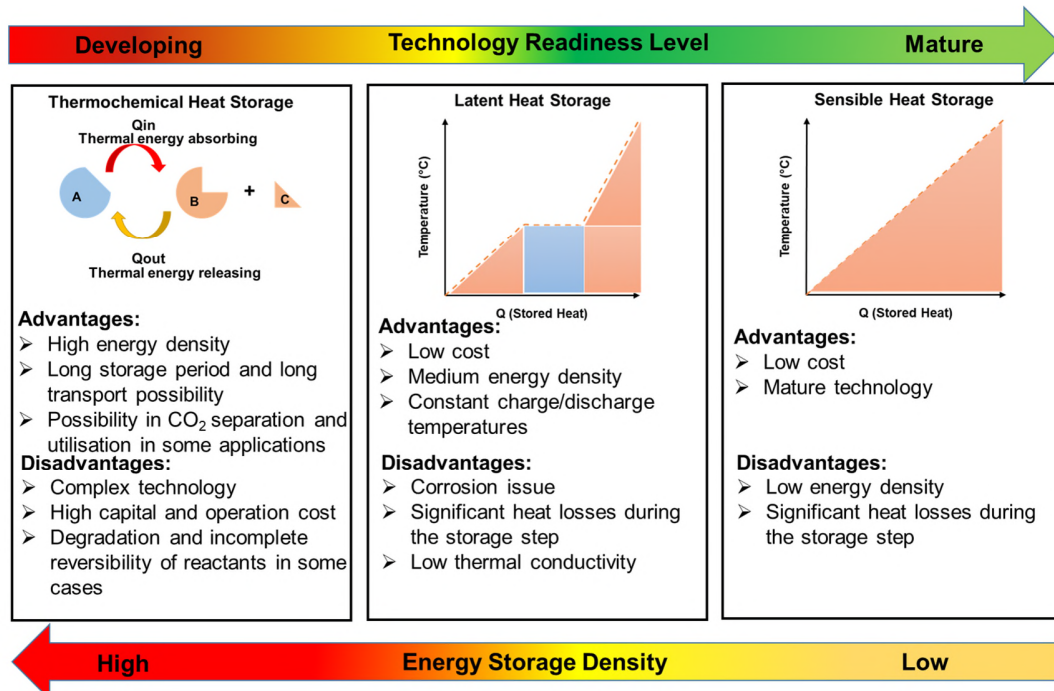 Developing Technology Readiness Level Mature
Thermochemical Heat Storage
Qin
Thermal energy absorbing
A
B
+
C
Qout
Thermal energy releasing
Advantages:
➢ High energy density
➢ Long storage period and long
transport possibility
➢ Possibility in CO₂ separation and
utilisation in some applications
Disadvantages:
➢ Complex technology
➢ High capital and operation cost
➢ Degradation and incomplete
reversibility of reactants in some
cases
Latent Heat Storage
Temperature (°C)
Q (Stored Heat)
Advantages:
➢ Low cost
➢ Medium energy density
➢ Constant charge/discharge
temperatures
Disadvantages:
➢ Corrosion issue
➢ Significant heat losses during
the storage step
➢ Low thermal conductivity
Sensible Heat Storage
Temperature (°C)
Q (Stored Heat)
Advantages:
➢ Low cost
➢ Mature technology
Disadvantages:
➢ Low energy density
➢ Significant heat losses during
the storage step
High Energy Storage Density Low